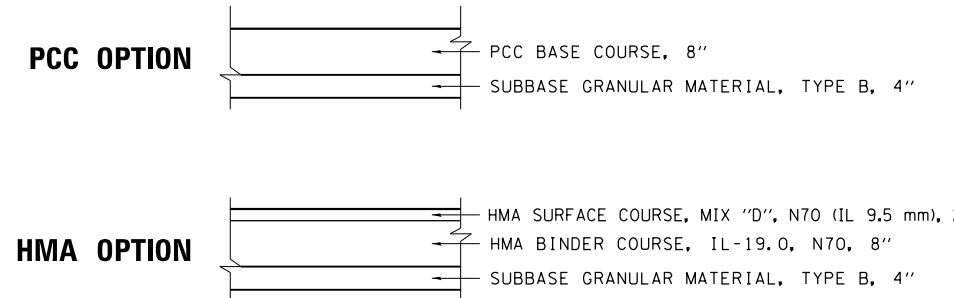 PCC OPTION
PCC BASE COURSE, 8"
SUBBASE GRANULAR MATERIAL, TYPE B, 4"
HMA OPTION
HMA SURFACE COURSE, MIX "D", N70 (IL 9.5 mm),
HMA BINDER COURSE, IL-19.0, N70, 8"
SUBBASE GRANULAR MATERIAL, TYPE B, 4"